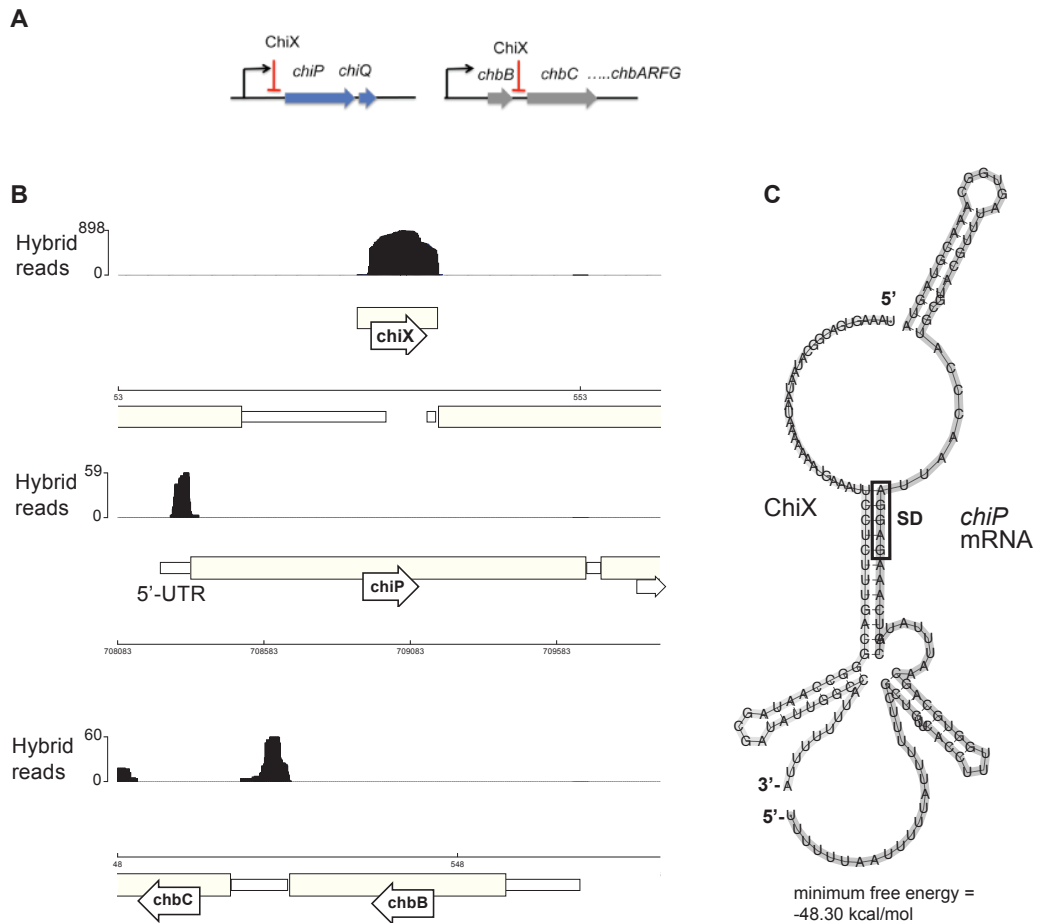 A
ChiX
chiP chiQ
ChiX
chbB chbC .....chbARFG
B
Hybrid reads
898
0
chiX
53 553
Hybrid reads
59
0
5'-UTR
chiP
708083 708583 709083 709583
Hybrid reads
60
0
48 548
chbC chbB
C
5'
ChiX
SD
chiP
mRNA
3'-
5'-
minimum free energy =
-48.30 kcal/mol